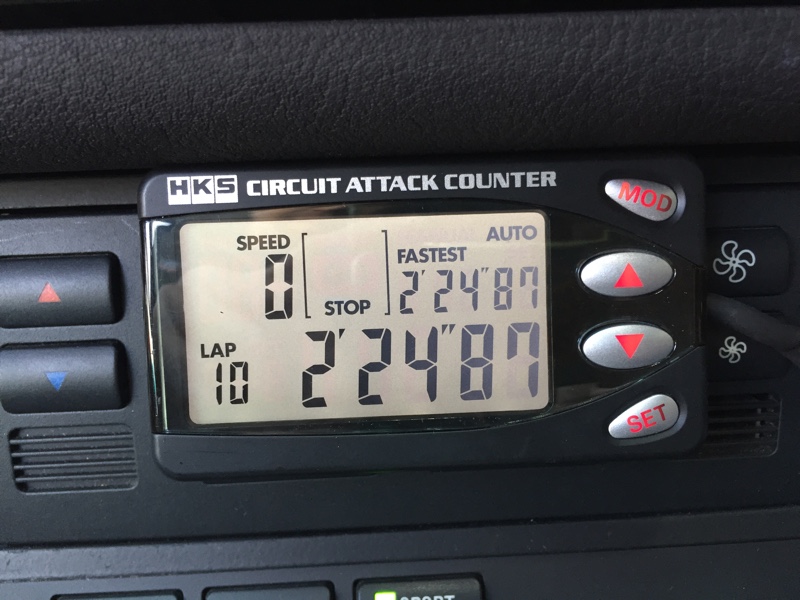 HKS CIRCUIT ATTACK COUNTER
MOD
AUTO
SPEED
0
STOP
FASTEST
2'24"87
LAP
10
2'24"87
SET
SPORT